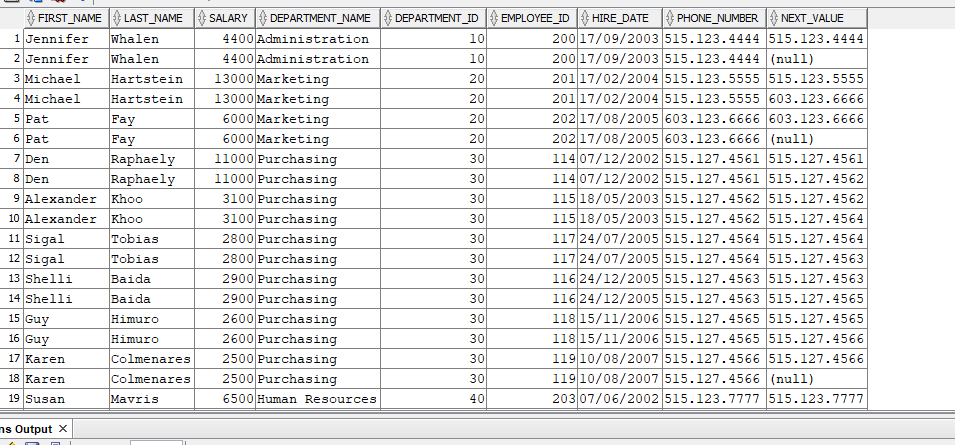 FIRST_NAME LAST_NAME SALARY DEPARTMENT_NAME DEPARTMENT_ID EMPLOYEE_ID HIRE_DATE PHONE_NUMBER NEXT_VALUE
1 Jennifer Whalen 4400 Administration 10 200 17/09/2003 515.123.4444 515.123.4444
2 Jennifer Whalen 4400 Administration 10 200 17/09/2003 515.123.4444 (null)
3 Michael Hartstein 13000 Marketing 20 201 17/02/2004 515.123.5555 515.123.5555
4 Michael Hartstein 13000 Marketing 20 201 17/02/2004 515.123.5555 603.123.6666
5 Pat Fay 6000 Marketing 20 202 17/08/2005 603.123.6666 603.123.6666
6 Pat Fay 6000 Marketing 20 202 17/08/2005 603.123.6666 (null)
7 Den Raphaely 11000 Purchasing 30 114 07/12/2002 515.127.4561 515.127.4561
8 Den Raphaely 11000 Purchasing 30 114 07/12/2002 515.127.4561 515.127.4562
9 Alexander Khoo 3100 Purchasing 30 115 18/05/2003 515.127.4562 515.127.4562
10 Alexander Khoo 3100 Purchasing 30 115 18/05/2003 515.127.4562 515.127.4564
11 Sigal Tobias 2800 Purchasing 30 117 24/07/2005 515.127.4564 515.127.4564
12 Sigal Tobias 2800 Purchasing 30 117 24/07/2005 515.127.4564 515.127.4563
13 Shelli Baida 2900 Purchasing 30 116 24/12/2005 515.127.4563 515.127.4563
14 Shelli Baida 2900 Purchasing 30 116 24/12/2005 515.127.4563 515.127.4565
15 Guy Himuro 2600 Purchasing 30 118 15/11/2006 515.127.4565 515.127.4565
16 Guy Himuro 2600 Purchasing 30 118 15/11/2006 515.127.4565 515.127.4566
17 Karen Colmenares 2500 Purchasing 30 119 10/08/2007 515.127.4566 515.127.4566
18 Karen Colmenares 2500 Purchasing 30 119 10/08/2007 515.127.4566 (null)
19 Susan Mavris 6500 Human Resources 40 203 07/06/2002 515.123.7777 515.123.7777
ns Output